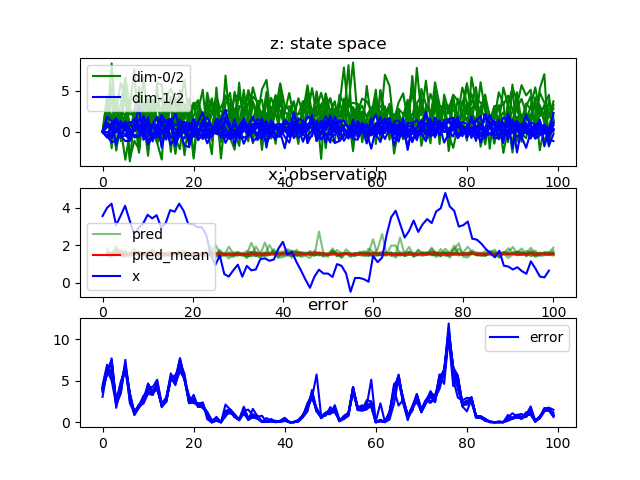 z: state space
dim-0/2
dim-1/2
5
0
0 20 40 60 80 100
x: observation
pred
pred_mean
x
4
2
0
0 20 40 60 80 100
error
error
10
5
0
0 20 40 60 80 100